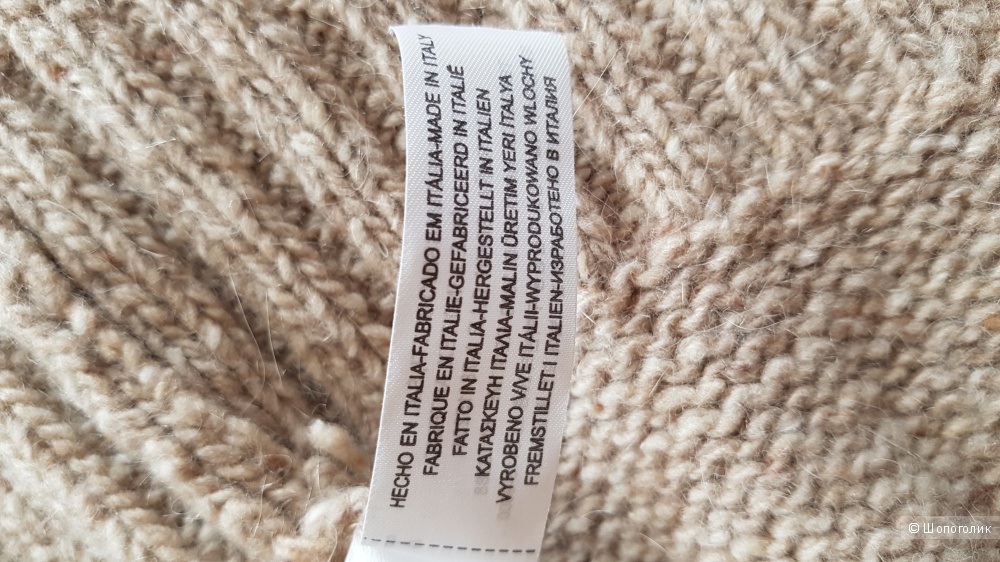 HECHO EN ITALIA-FABRICADO EM ITÁLIA-MADE IN ITALY
FABRIQUE EN ITALIE-GEFABRICEERD IN ITALIË
FATTO IN ITALIA-HERGESTELLT IN ITALIEN
ΚΑΤΑΣΚΕΥΗ ΙΤΑΛΙΑ-MALIN ÜRETIM YERI ITALYA
VYROBENO V/VE ITÁLII-WYPRODUKOWANO WLOCHY
FREMSTILLET I ITALIEN-ИЗРАБОТЕНО В ИТАЛИЯ
© Шопоголик